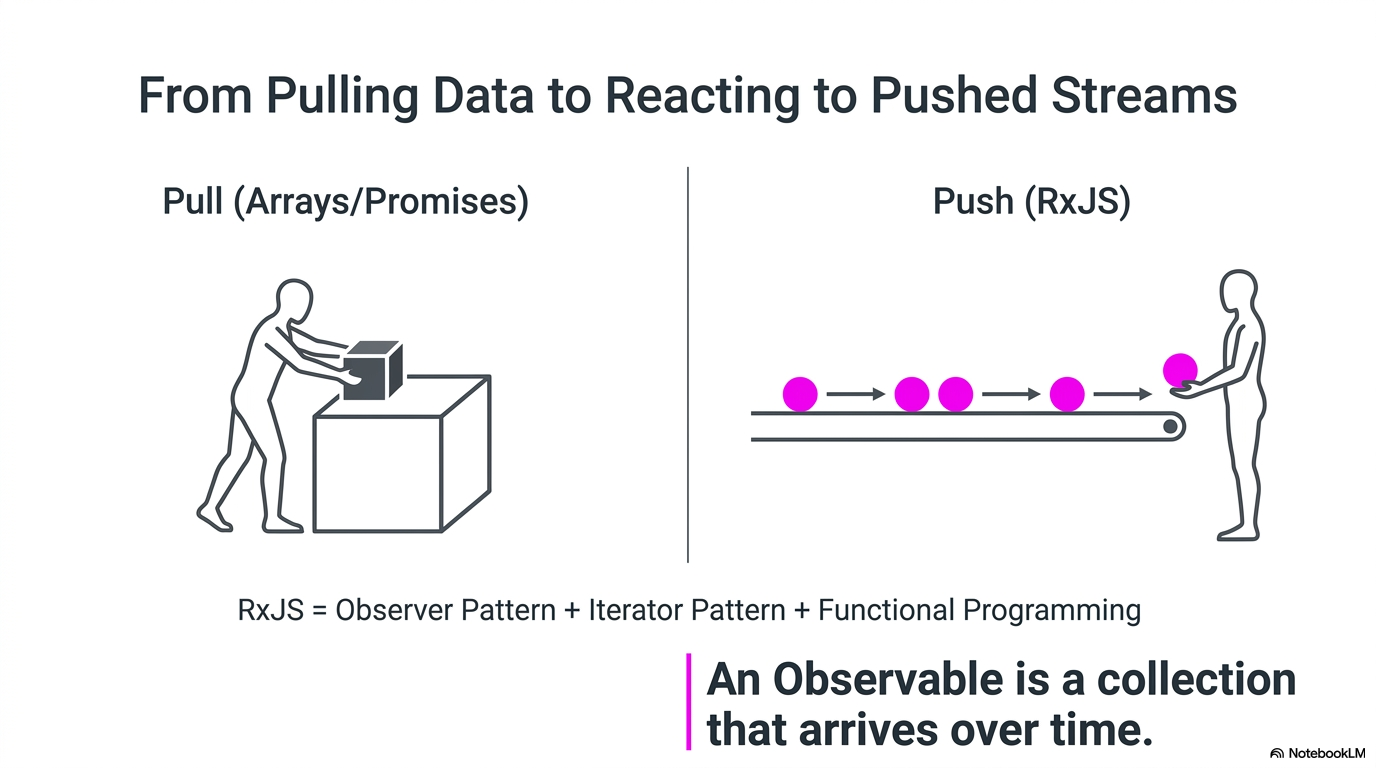 From Pulling Data to Reacting to Pushed Streams
Pull (Arrays/Promises)
Push (RxJS)
RxJS = Observer Pattern + Iterator Pattern + Functional Programming
An Observable is a collection
that arrives over time.
NotebookLM